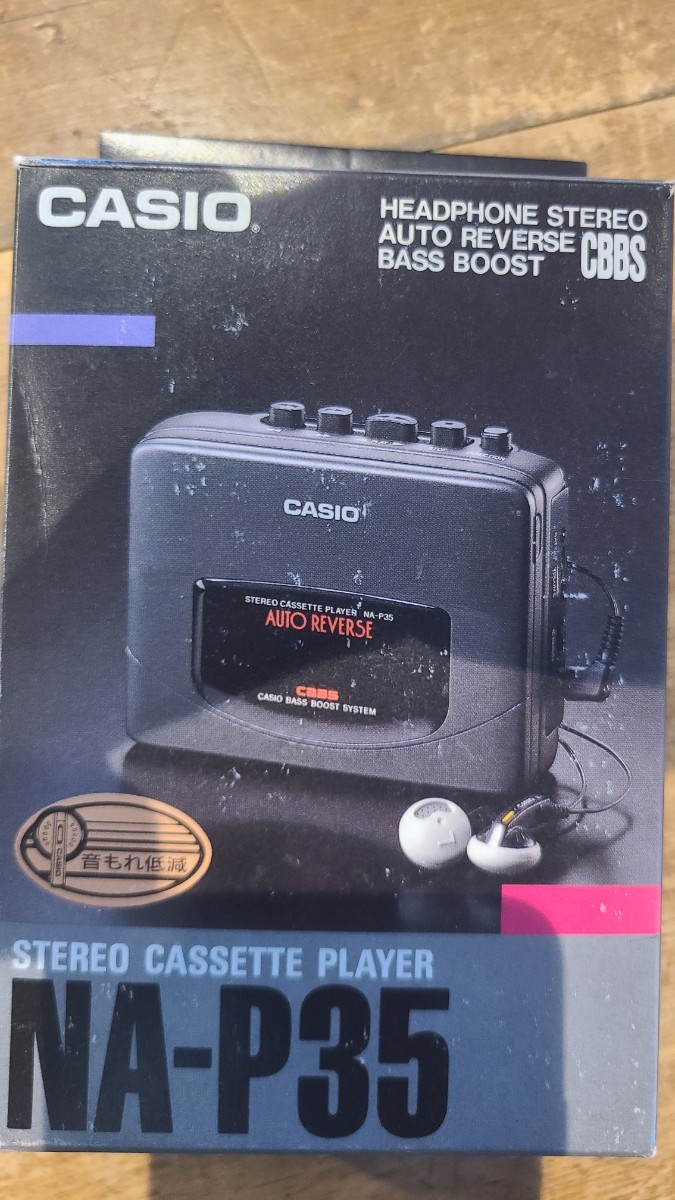 CASIO®
HEADPHONE STEREO
AUTO REVERSE
BASS BOOST CBBS
CASIO
STEREO CASSETTE PLAYER NA-P35
AUTO REVERSE
CBBS
CASIO BASS BOOST SYSTEM
L
CASIO
音もれ低減
STEREO CASSETTE PLAYER
NA-P35